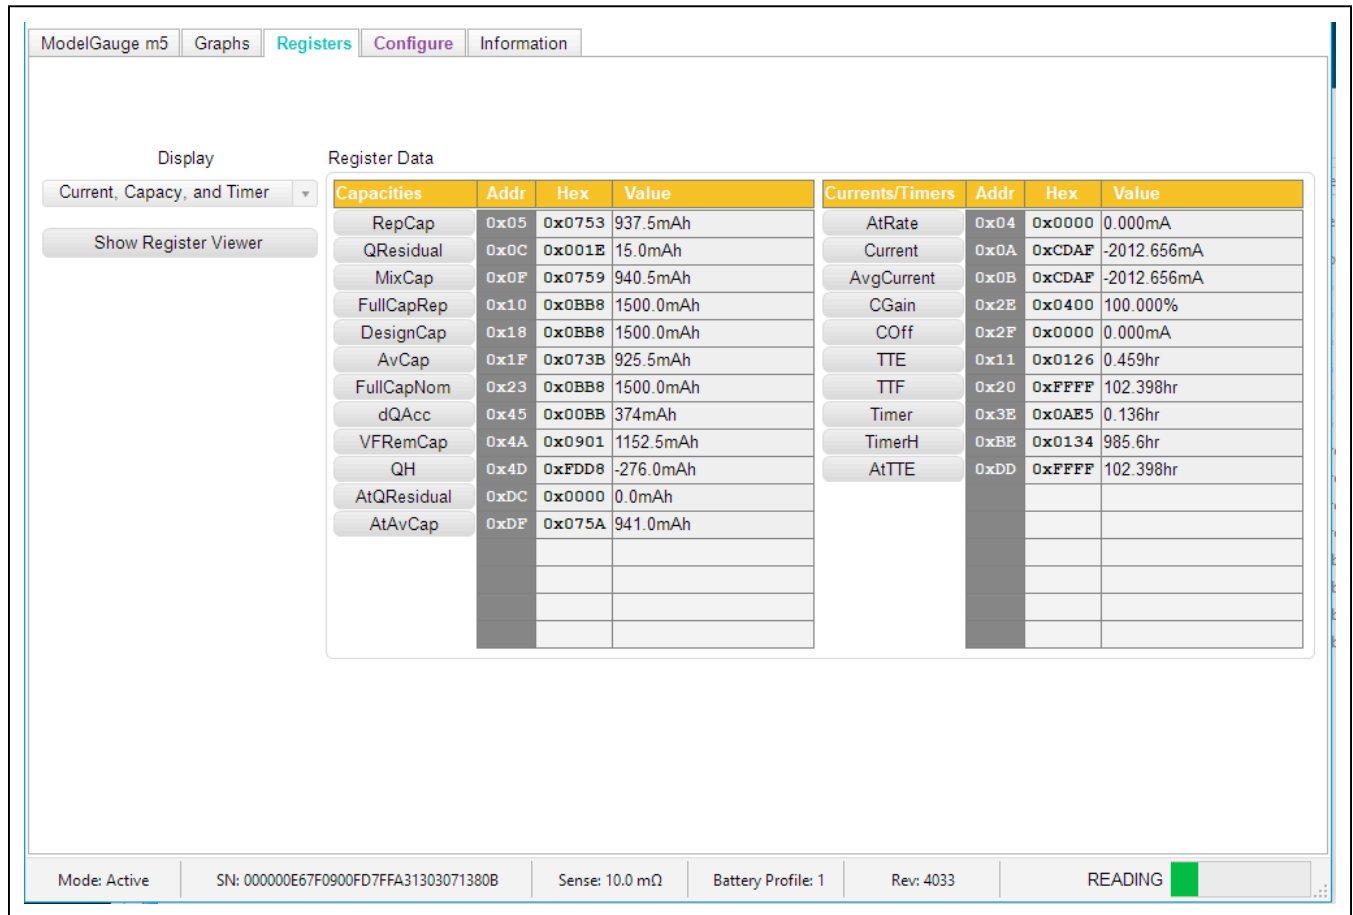 ModelGauge m5 Graphs Registers Configure Information
Display Register Data
Current, Capacy, and Timer
Show Register Viewer
Capacities Addr Hex Value Currents/Timers Addr Hex Value
RepCap 0x05 0x0753 937.5mAh AtRate 0x04 0x0000 0.000mA
QResidual 0x0C 0x001E 15.0mAh Current 0x0A 0xCDAF -2012.656mA
MixCap 0x0F 0x0759 940.5mAh AvgCurrent 0x0B 0xCDAF -2012.656mA
FullCapRep 0x10 0x0BB8 1500.0mAh CGain 0x2E 0x0400 100.000%
DesignCap 0x18 0x0BB8 1500.0mAh COff 0x2F 0x0000 0.000mA
AvCap 0x1F 0x073B 925.5mAh TTE 0x11 0x0126 0.459hr
FullCapNom 0x23 0x0BB8 1500.0mAh TTF 0x20 0xFFFF 102.398hr
dQAcc 0x45 0x00BB 374mAh Timer 0x3E 0x0AE5 0.136hr
VFRemCap 0x4A 0x0901 1152.5mAh TimerH 0xBE 0x0134 985.6hr
QH 0x4D 0xFDD8 -276.0mAh AtTTE 0xDD 0xFFFF 102.398hr
AtQResidual 0xDC 0x0000 0.0mAh
AtAvCap 0xDF 0x075A 941.0mAh
Mode: Active SN: 000000E67F0900FD7FFA31303071380B Sense: 10.0 mΩ Battery Profile: 1 Rev: 4033 READING